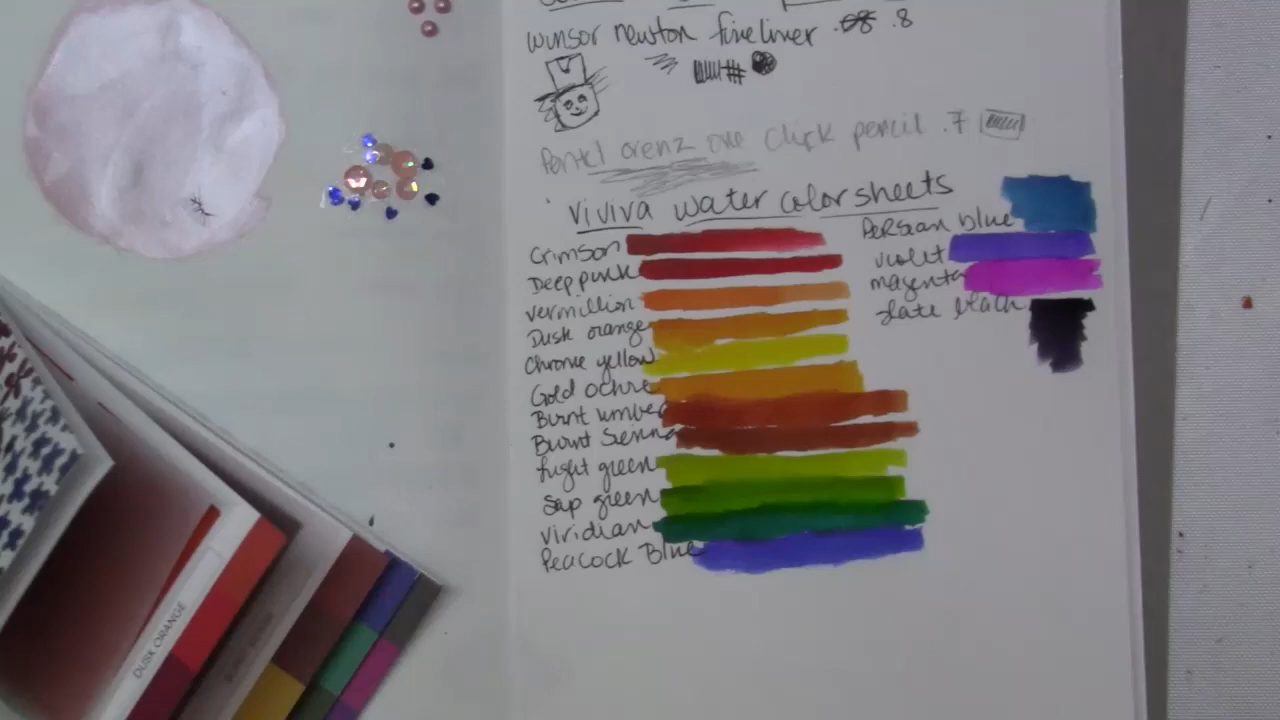 winsor newton fineliner .08 .8
Pentel orenz one click pencil .7
Viviva water color sheets
Crimson
Deep pink
vermillion
Dusk orange
Chrome yellow
Gold ochre
Burnt umber
Burnt Sienna
light green
sap green
viridian
Peacock Blue
Persian blue
violet
magenta
slate black
DUSK ORANGE